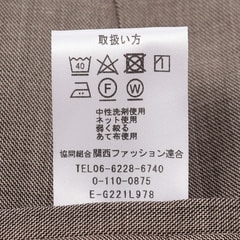 取扱い方
40
F W
中性洗剤使用
ネット使用
弱く絞る
あて布使用
協同組合 関西ファッション連合
TEL06-6228-6740
0-110-0875
E-G221L978